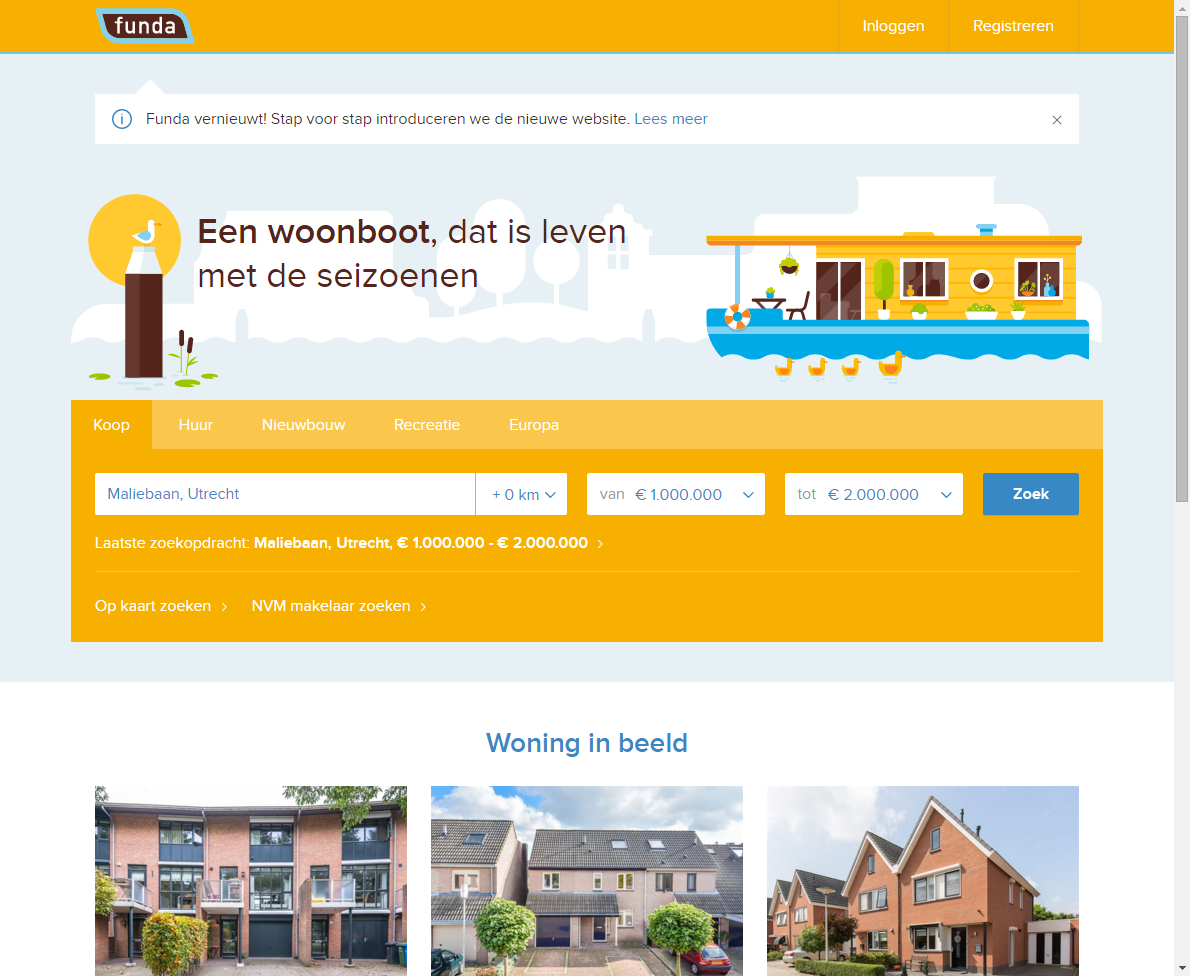 funda
Inloggen
Registreren
Funda vernieuwt! Stap voor stap introduceren we de nieuwe website. Lees meer
Een woonboot, dat is leven
met de seizoenen
Koop
Huur
Nieuwbouw
Recreatie
Europa
Maliebaan, Utrecht
+ 0 km
van € 1.000.000
tot € 2.000.000
Zoek
Laatste zoekopdracht: Maliebaan, Utrecht, € 1.000.000 - € 2.000.000
Op kaart zoeken
NVM makelaar zoeken
Woning in beeld